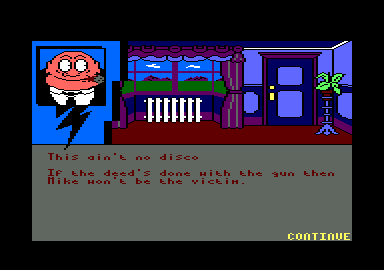 This ain't no disco
If the deed's done with the gun then
Mike won't be the victim.
CONTINUE